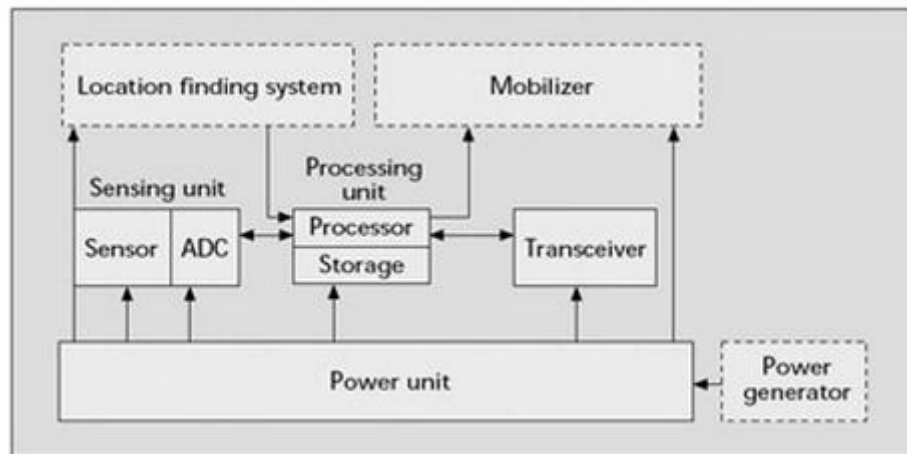 Location finding system
Mobilizer
Sensing unit
Processing
unit
Sensor
ADC
Processor
Storage
Transceiver
Power unit
Power
generator